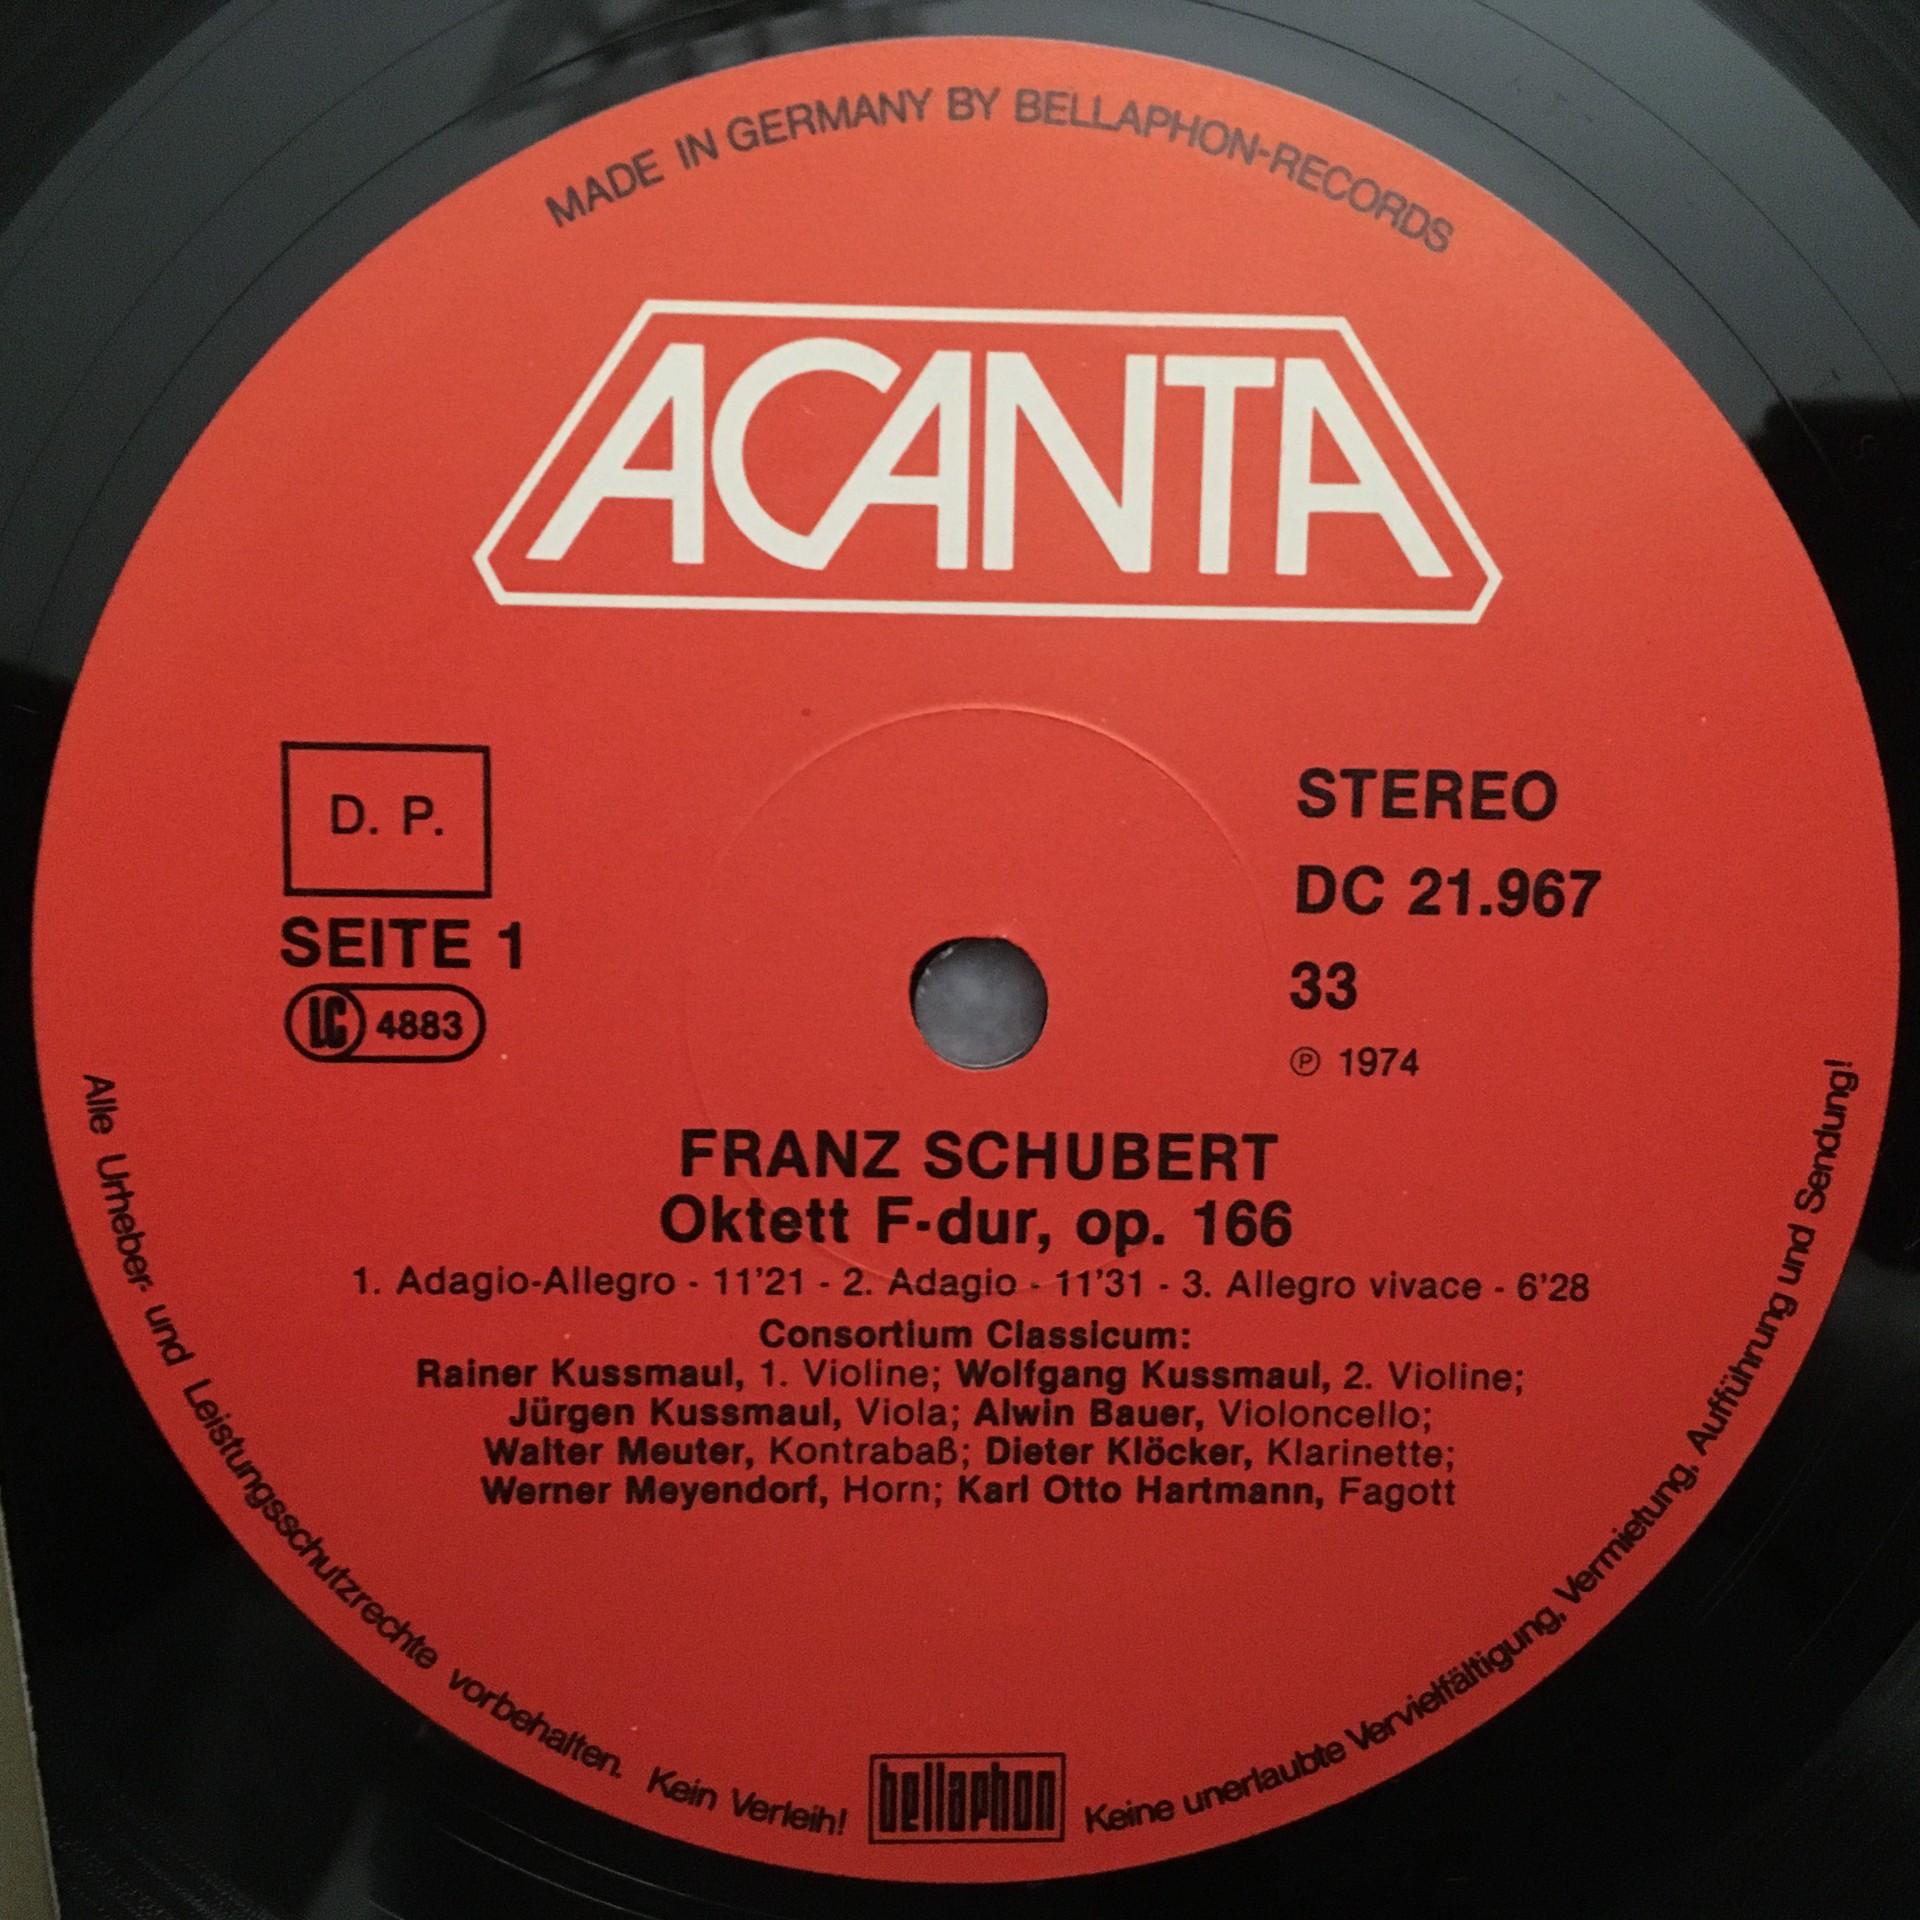 MADE IN GERMANY BY BELLAPHON-RECORDS
ACANTA
D. P.
SEITE 1
LC 4883
STEREO
DC 21.967
33
℗ 1974
FRANZ SCHUBERT
Oktett F-dur, op. 166
1. Adagio-Allegro - 11'21 - 2. Adagio - 11'31 - 3. Allegro vivace - 6'28
Consortium Classicum:
Rainer Kussmaul, 1. Violine; Wolfgang Kussmaul, 2. Violine;
Jürgen Kussmaul, Viola; Alwin Bauer, Violoncello;
Walter Meuter, Kontrabaß; Dieter Klöcker, Klarinette;
Werner Meyendorf, Horn; Karl Otto Hartmann, Fagott
Alle Urheber- und Leistungsschutzrechte vorbehalten. Kein Verleih!
bellaphon
Keine unerlaubte Vervielfältigung, Vermietung, Aufführung und Sendung!